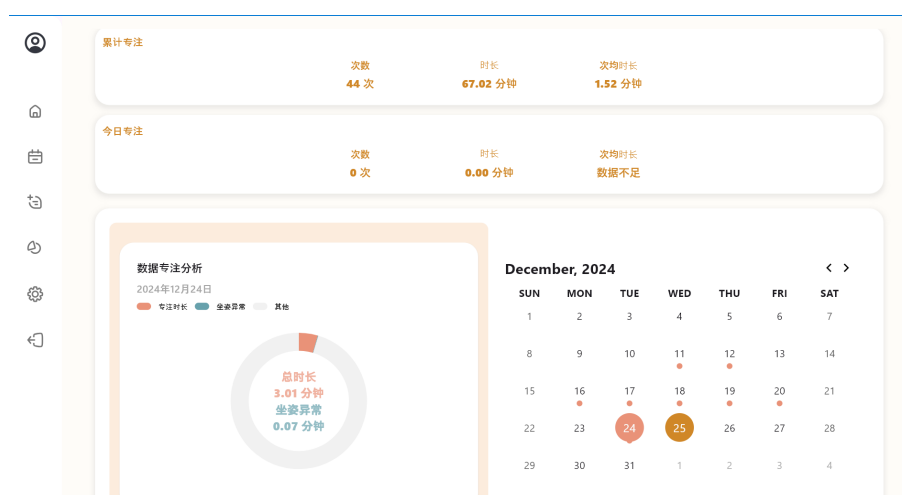 累计专注
次数 时长 次均时长
44 次 67.02 分钟 1.52 分钟
今日专注
次数 时长 次均时长
0 次 0.00 分钟 数据不足
数据专注分析
2024年12月24日
专注时长 坐姿异常 其他
总时长
3.01 分钟
坐姿异常
0.07 分钟
December, 2024
SUN MON TUE WED THU FRI SAT
1 2 3 4 5 6 7
8 9 10 11 12 13 14
15 16 17 18 19 20 21
22 23 24 25 26 27 28
29 30 31 1 2 3 4